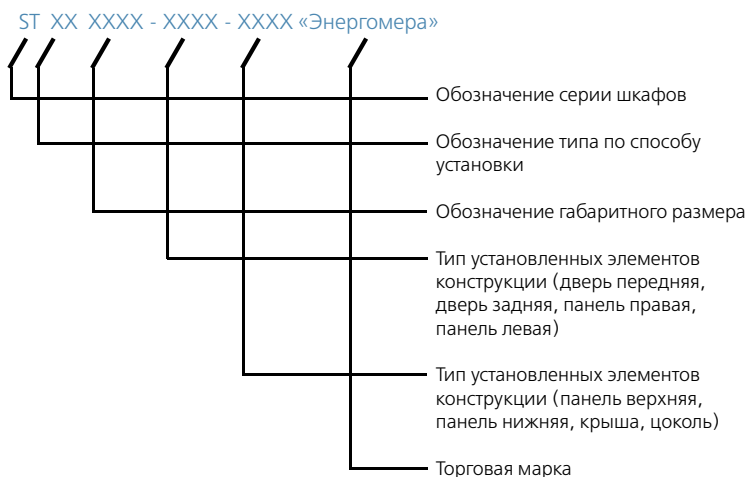 ST XX XXXX - XXXX - XXXX «Энергомера»
Обозначение серии шкафов
Обозначение типа по способу
установки
Обозначение габаритного размера
Тип установленных элементов
конструкции (дверь передняя,
дверь задняя, панель правая,
панель левая)
Тип установленных элементов
конструкции (панель верхняя,
панель нижняя, крыша, цоколь)
Торговая марка